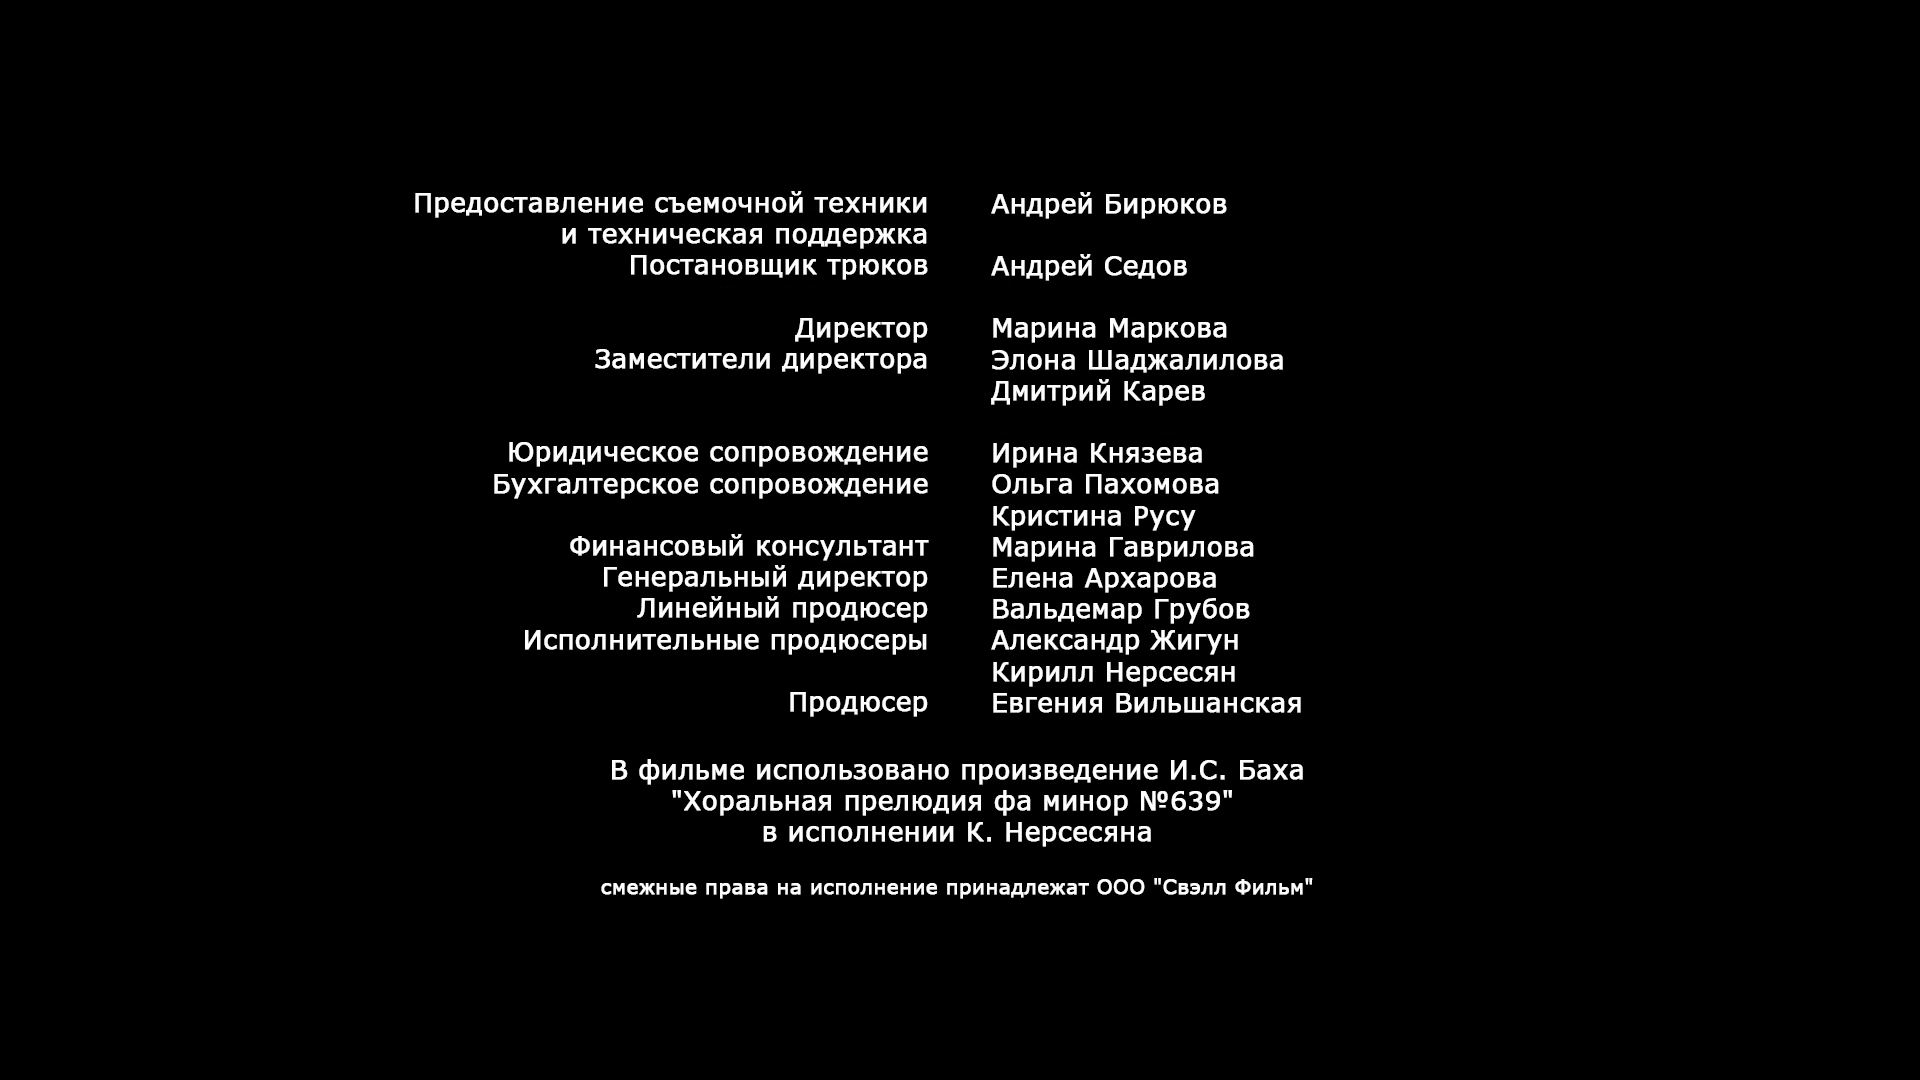 Предоставление съемочной техники Андрей Бирюков
и техническая поддержка
Постановщик трюков Андрей Седов
Директор Марина Маркова
Заместители директора Элона Шаджалилова
Дмитрий Карев
Юридическое сопровождение Ирина Князева
Бухгалтерское сопровождение Ольга Пахомова
Кристина Русу
Финансовый консультант Марина Гаврилова
Генеральный директор Елена Архарова
Линейный продюсер Вальдемар Грубов
Исполнительные продюсеры Александр Жигун
Кирилл Нерсесян
Продюсер Евгения Вильшанская
В фильме использовано произведение И.С. Баха
"Хоральная прелюдия фа минор №639"
в исполнении К. Нерсесяна
смежные права на исполнение принадлежат ООО "Свэлл Фильм"